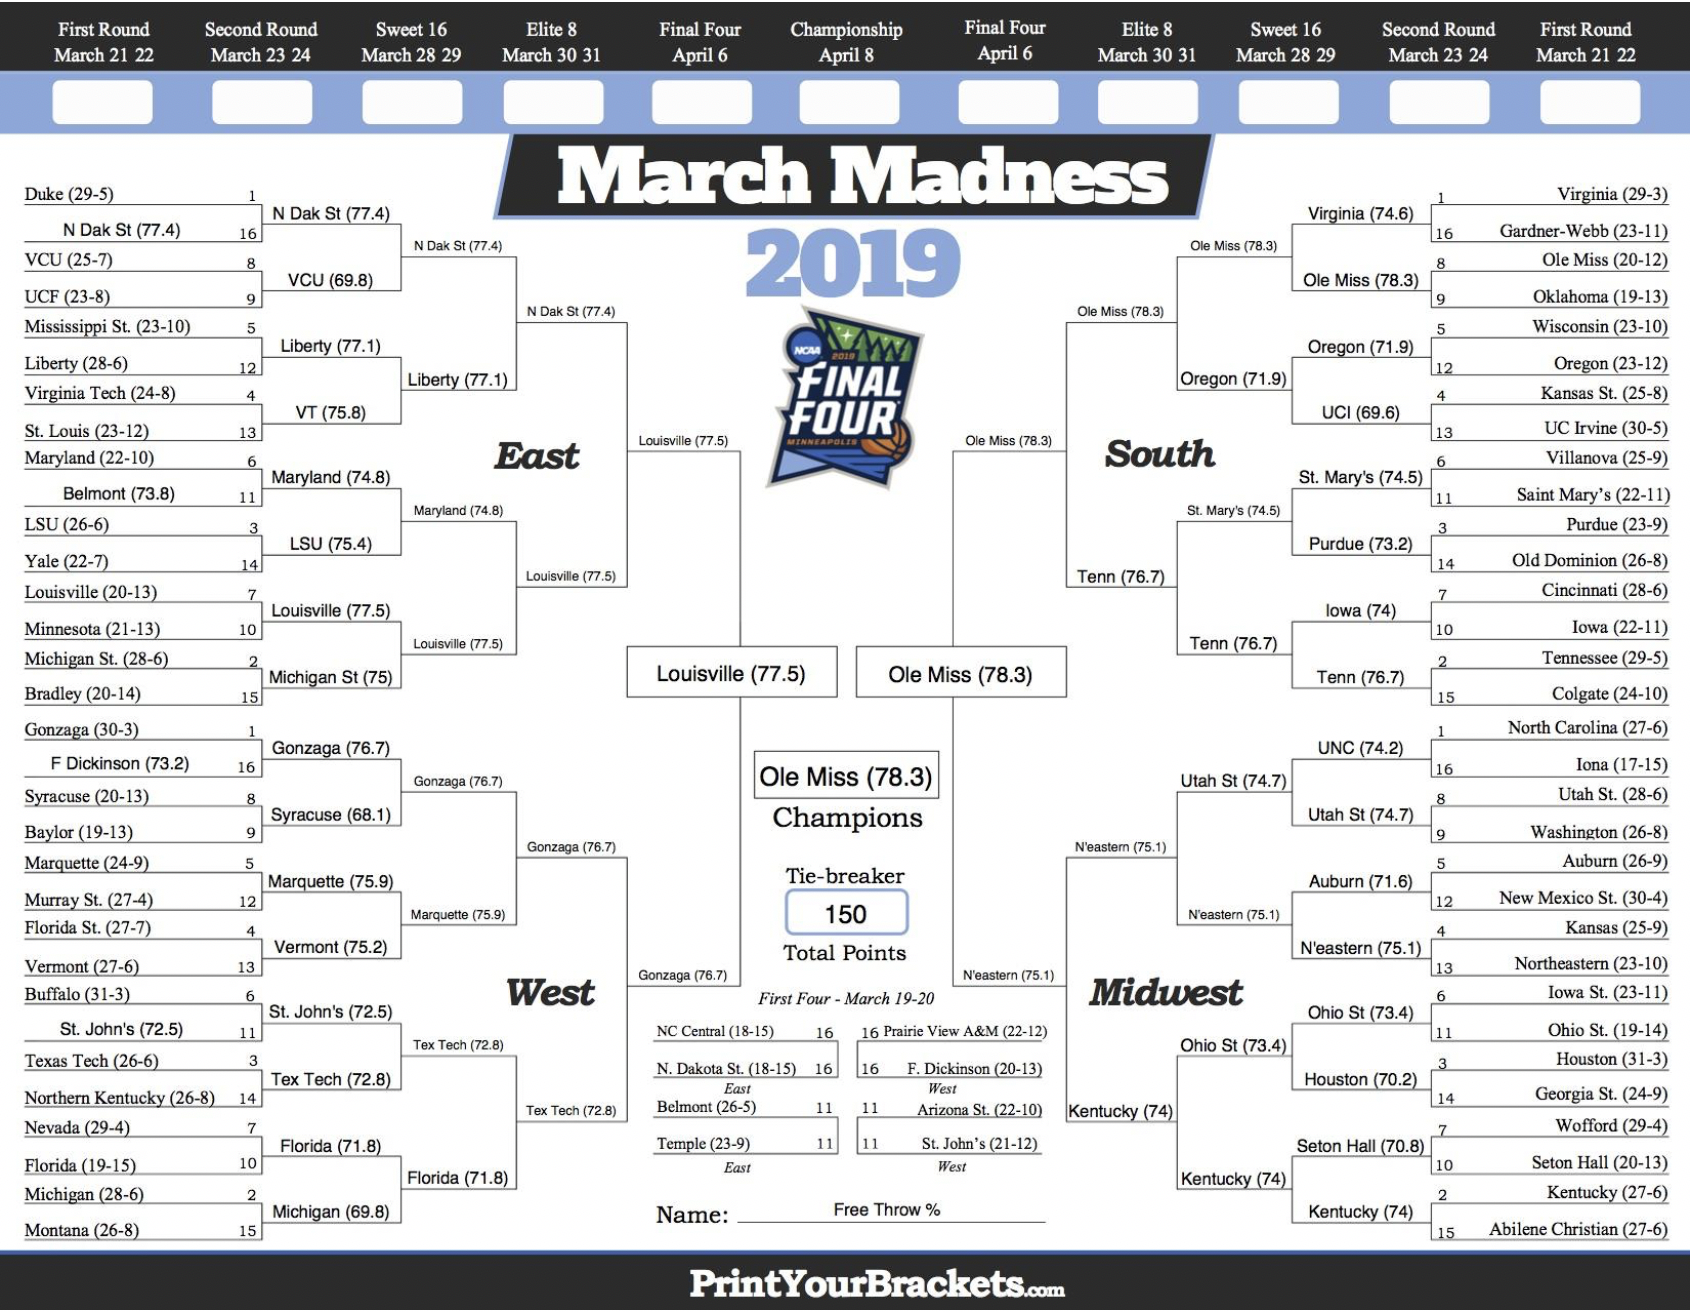 First Round
March 21 22
Second Round
March 23 24
Sweet 16
March 28 29
Elite 8
March 30 31
Final Four
April 6
Championship
April 8
Final Four
April 6
Elite 8
March 30 31
Sweet 16
March 28 29
Second Round
March 23 24
First Round
March 21 22
March Madness
2019
NCAA
2019
FINAL
FOUR
MINNEAPOLIS
Duke (29-5) 1
N Dak St (77.4) 16
VCU (25-7) 8
UCF (23-8) 9
Mississippi St. (23-10) 5
Liberty (28-6) 12
Virginia Tech (24-8) 4
St. Louis (23-12) 13
Maryland (22-10) 6
Belmont (73.8) 11
LSU (26-6) 3
Yale (22-7) 14
Louisville (20-13) 7
Minnesota (21-13) 10
Michigan St. (28-6) 2
Bradley (20-14) 15
N Dak St (77.4)
VCU (69.8)
Liberty (77.1)
VT (75.8)
Maryland (74.8)
LSU (75.4)
Louisville (77.5)
Michigan St (75)
N Dak St (77.4)
Liberty (77.1)
Maryland (74.8)
Louisville (77.5)
N Dak St (77.4)
Louisville (77.5)
East
Louisville (77.5)
Gonzaga (30-3) 1
F Dickinson (73.2) 16
Syracuse (20-13) 8
Baylor (19-13) 9
Marquette (24-9) 5
Murray St. (27-4) 12
Florida St. (27-7) 4
Vermont (27-6) 13
Buffalo (31-3) 6
St. John's (72.5) 11
Texas Tech (26-6) 3
Northern Kentucky (26-8) 14
Nevada (29-4) 7
Florida (19-15) 10
Michigan (28-6) 2
Montana (26-8) 15
Gonzaga (76.7)
Syracuse (68.1)
Marquette (75.9)
Vermont (75.2)
St. John's (72.5)
Tex Tech (72.8)
Florida (71.8)
Michigan (69.8)
Gonzaga (76.7)
Marquette (75.9)
Tex Tech (72.8)
Florida (71.8)
Gonzaga (76.7)
Tex Tech (72.8)
West
Gonzaga (76.7)
1 Virginia (29-3)
16 Gardner-Webb (23-11)
8 Ole Miss (20-12)
9 Oklahoma (19-13)
5 Wisconsin (23-10)
12 Oregon (23-12)
4 Kansas St. (25-8)
13 UC Irvine (30-5)
6 Villanova (25-9)
11 Saint Mary's (22-11)
3 Purdue (23-9)
14 Old Dominion (26-8)
7 Cincinnati (28-6)
10 Iowa (22-11)
2 Tennessee (29-5)
15 Colgate (24-10)
Virginia (74.6)
Ole Miss (78.3)
Oregon (71.9)
UCI (69.6)
St. Mary's (74.5)
Purdue (73.2)
Iowa (74)
Tenn (76.7)
Ole Miss (78.3)
Oregon (71.9)
St. Mary's (74.5)
Tenn (76.7)
Ole Miss (78.3)
Tenn (76.7)
South
Ole Miss (78.3)
1 North Carolina (27-6)
16 Iona (17-15)
8 Utah St. (28-6)
9 Washington (26-8)
5 Auburn (26-9)
12 New Mexico St. (30-4)
4 Kansas (25-9)
13 Northeastern (23-10)
6 Iowa St. (23-11)
11 Ohio St. (19-14)
3 Houston (31-3)
14 Georgia St. (24-9)
7 Wofford (29-4)
10 Seton Hall (20-13)
2 Kentucky (27-6)
15 Abilene Christian (27-6)
UNC (74.2)
Utah St (74.7)
Auburn (71.6)
N'eastern (75.1)
Ohio St (73.4)
Houston (70.2)
Seton Hall (70.8)
Kentucky (74)
Utah St (74.7)
N'eastern (75.1)
Ohio St (73.4)
Kentucky (74)
N'eastern (75.1)
Kentucky (74)
Midwest
N'eastern (75.1)
Louisville (77.5)
Ole Miss (78.3)
Ole Miss (78.3)
Champions
Tie-breaker
150
Total Points
First Four - March 19-20
NC Central (18-15) 16
N. Dakota St. (18-15) 16
East
Belmont (26-5) 11
Temple (23-9) 11
East
16 Prairie View A&M (22-12)
16 F. Dickinson (20-13)
West
11 Arizona St. (22-10)
11 St. John's (21-12)
West
Name: Free Throw %
PrintYourBrackets.com